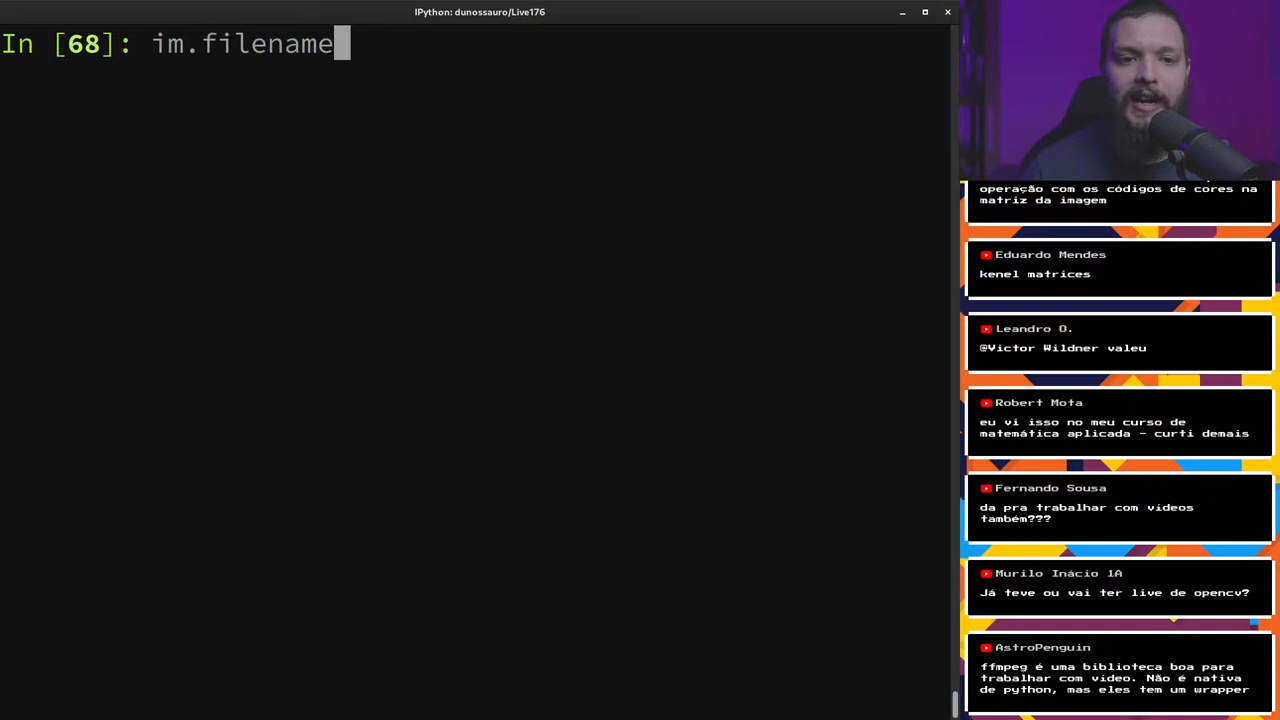 IPython: dunossauro/Live176
In [68]: im.filename
operação com os códigos de cores na
matriz da imagem
Eduardo Mendes
kenel matrices
Leandro O.
@Victor Wildner valeu
Robert Mota
eu vi isso no meu curso de
matemática aplicada - curti demais
Fernando Sousa
da pra trabalhar com videos
também???
Murilo Inácio 1A
Já teve ou vai ter live de opencv?
AstroPenguin
ffmpeg é uma biblioteca boa para
trabalhar com video. Não é nativa
de python, mas eles tem um wrapper